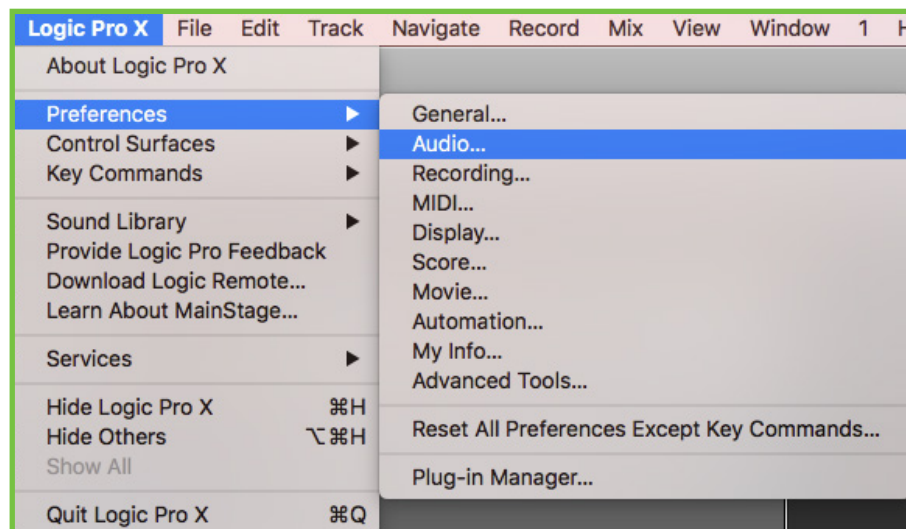 Logic Pro X File Edit Track Navigate Record Mix View Window 1
About Logic Pro X
Preferences ▶
Control Surfaces ▶
Key Commands ▶
Sound Library ▶
Provide Logic Pro Feedback
Download Logic Remote...
Learn About MainStage...
Services ▶
Hide Logic Pro X ⌘H
Hide Others ⌥⌘H
Show All
Quit Logic Pro X ⌘Q
General...
Audio...
Recording...
MIDI...
Display...
Score...
Movie...
Automation...
My Info...
Advanced Tools...
Reset All Preferences Except Key Commands...
Plug-in Manager...